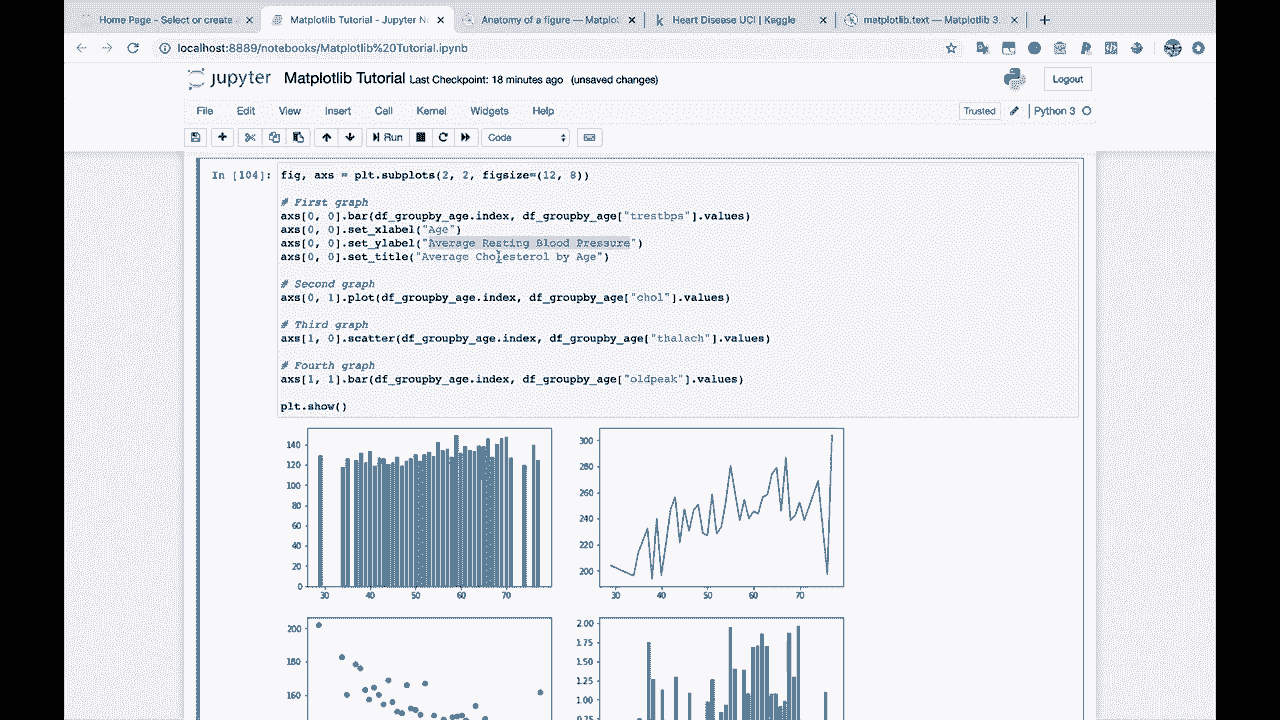 Home Page - Select or create
Matplotlib Tutorial - Jupyter N
Anatomy of a figure — Matplot
Heart Disease UCI | Kaggle
matplotlib.text — Matplotlib 3.
localhost:8889/notebooks/Matplotlib%20Tutorial.ipynb
jupyter Matplotlib Tutorial Last Checkpoint: 18 minutes ago (unsaved changes)
Logout
File Edit View Insert Cell Kernel Widgets Help
Trusted Python 3
Run Code
In [104]: fig, axs = plt.subplots(2, 2, figsize=(12, 8))
# First graph
axs[0, 0].bar(df_groupby_age.index, df_groupby_age["trestbps"].values)
axs[0, 0].set_xlabel("Age")
axs[0, 0].set_ylabel("Average Resting Blood Pressure")
axs[0, 0].set_title("Average Cholesterol by Age")
# Second graph
axs[0, 1].plot(df_groupby_age.index, df_groupby_age["chol"].values)
# Third graph
axs[1, 0].scatter(df_groupby_age.index, df_groupby_age["thalach"].values)
# Fourth graph
axs[1, 1].bar(df_groupby_age.index, df_groupby_age["oldpeak"].values)
plt.show()
140
120
100
80
60
40
20
0
30 40 50 60 70
300
280
260
240
220
200
30 40 50 60 70
200
180
160
2.00
1.75
1.50
1.25
1.00
0.75